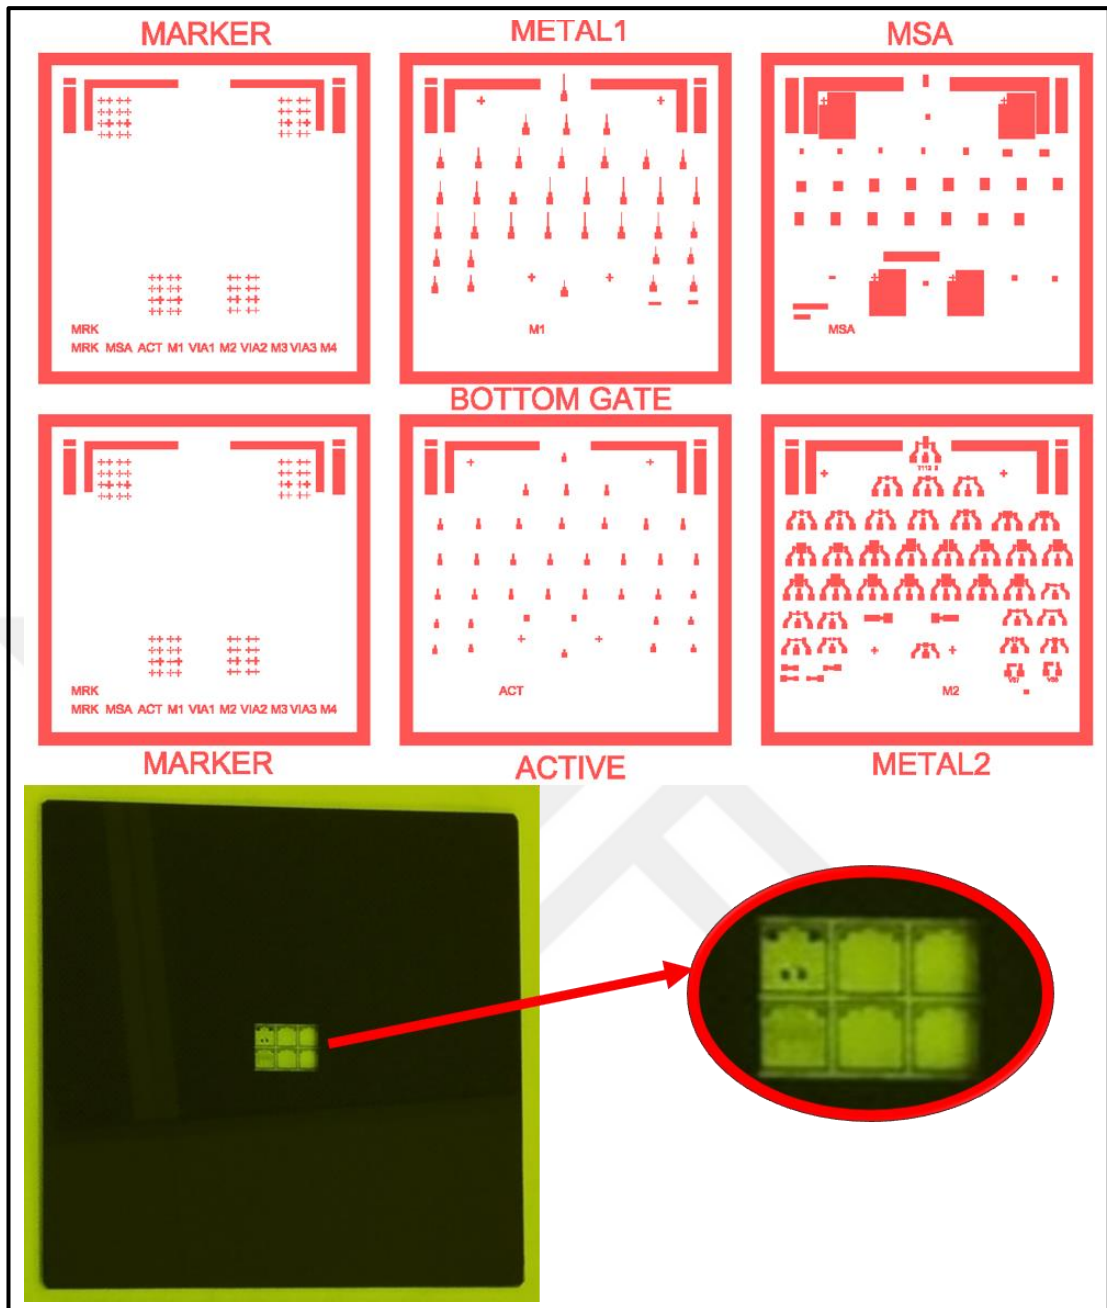 MARKER METAL1 MSA
MRK
MRK MSA ACT M1 VIA1 M2 VIA2 M3 VIA3 M4
M1
MSA
BOTTOM GATE
MRK
MRK MSA ACT M1 VIA1 M2 VIA2 M3 VIA3 M4
ACT
M2
MARKER ACTIVE METAL2